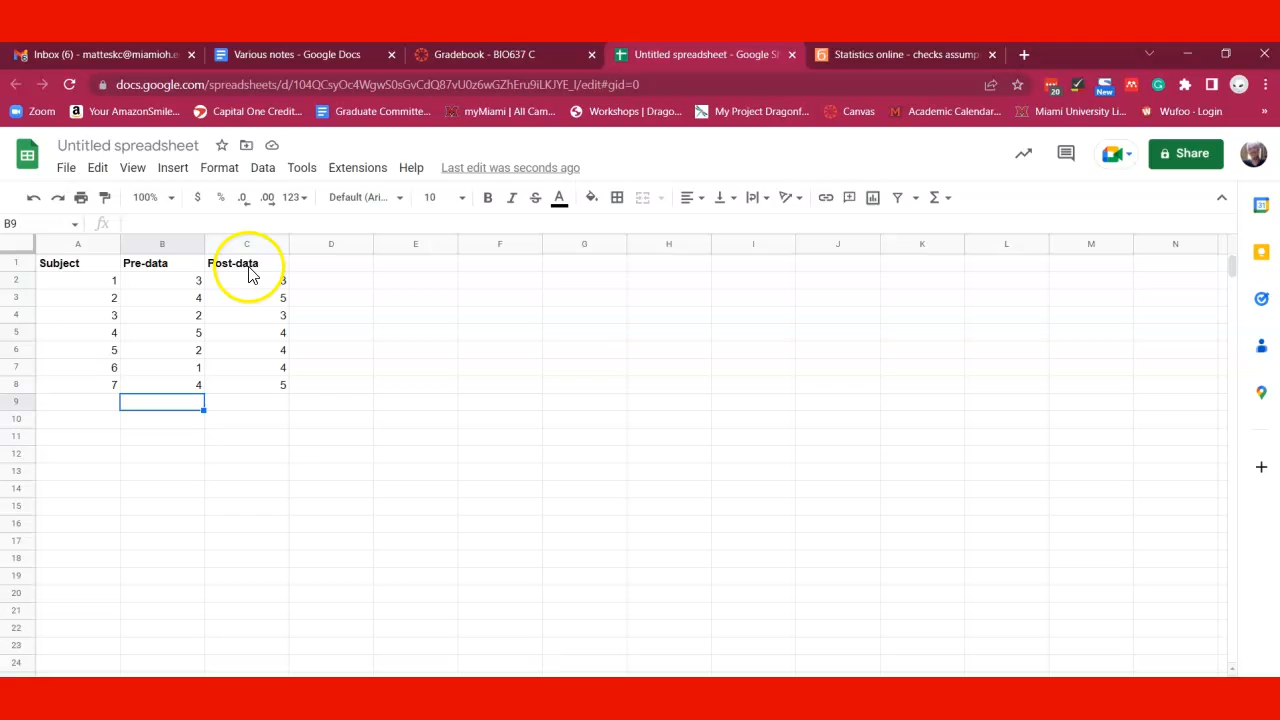 Inbox (6) - matteskc@miamioh.e
Various notes - Google Docs
Gradebook - BIO637 C
Untitled spreadsheet - Google Sh
Statistics online - checks assump
docs.google.com/spreadsheets/d/104QCsyOc4WgwS0sGvCdQ87vU0z6wGZhEru9iLKJYE_I/edit#gid=0
20
New
Zoom
Your AmazonSmile...
Capital One Credit...
Graduate Committe...
myMiami | All Cam...
Workshops | Drago...
My Project Dragonf...
Canvas
Academic Calendar...
Miami University Li...
Wufoo - Login
»
Untitled spreadsheet
File Edit View Insert Format Data Tools Extensions Help Last edit was seconds ago
Share
100% $ % .0 .00 123 Default (Ari... 10 B I S A Σ
B9 fx
A B C D E F G H I J K L M N
1 Subject Pre-data Post-data
2 1 3 3
3 2 4 5
4 3 2 3
5 4 5 4
6 5 2 4
7 6 1 4
8 7 4 5
9
10
11
12
13
14
15
16
17
18
19
20
21
22
23
24
31